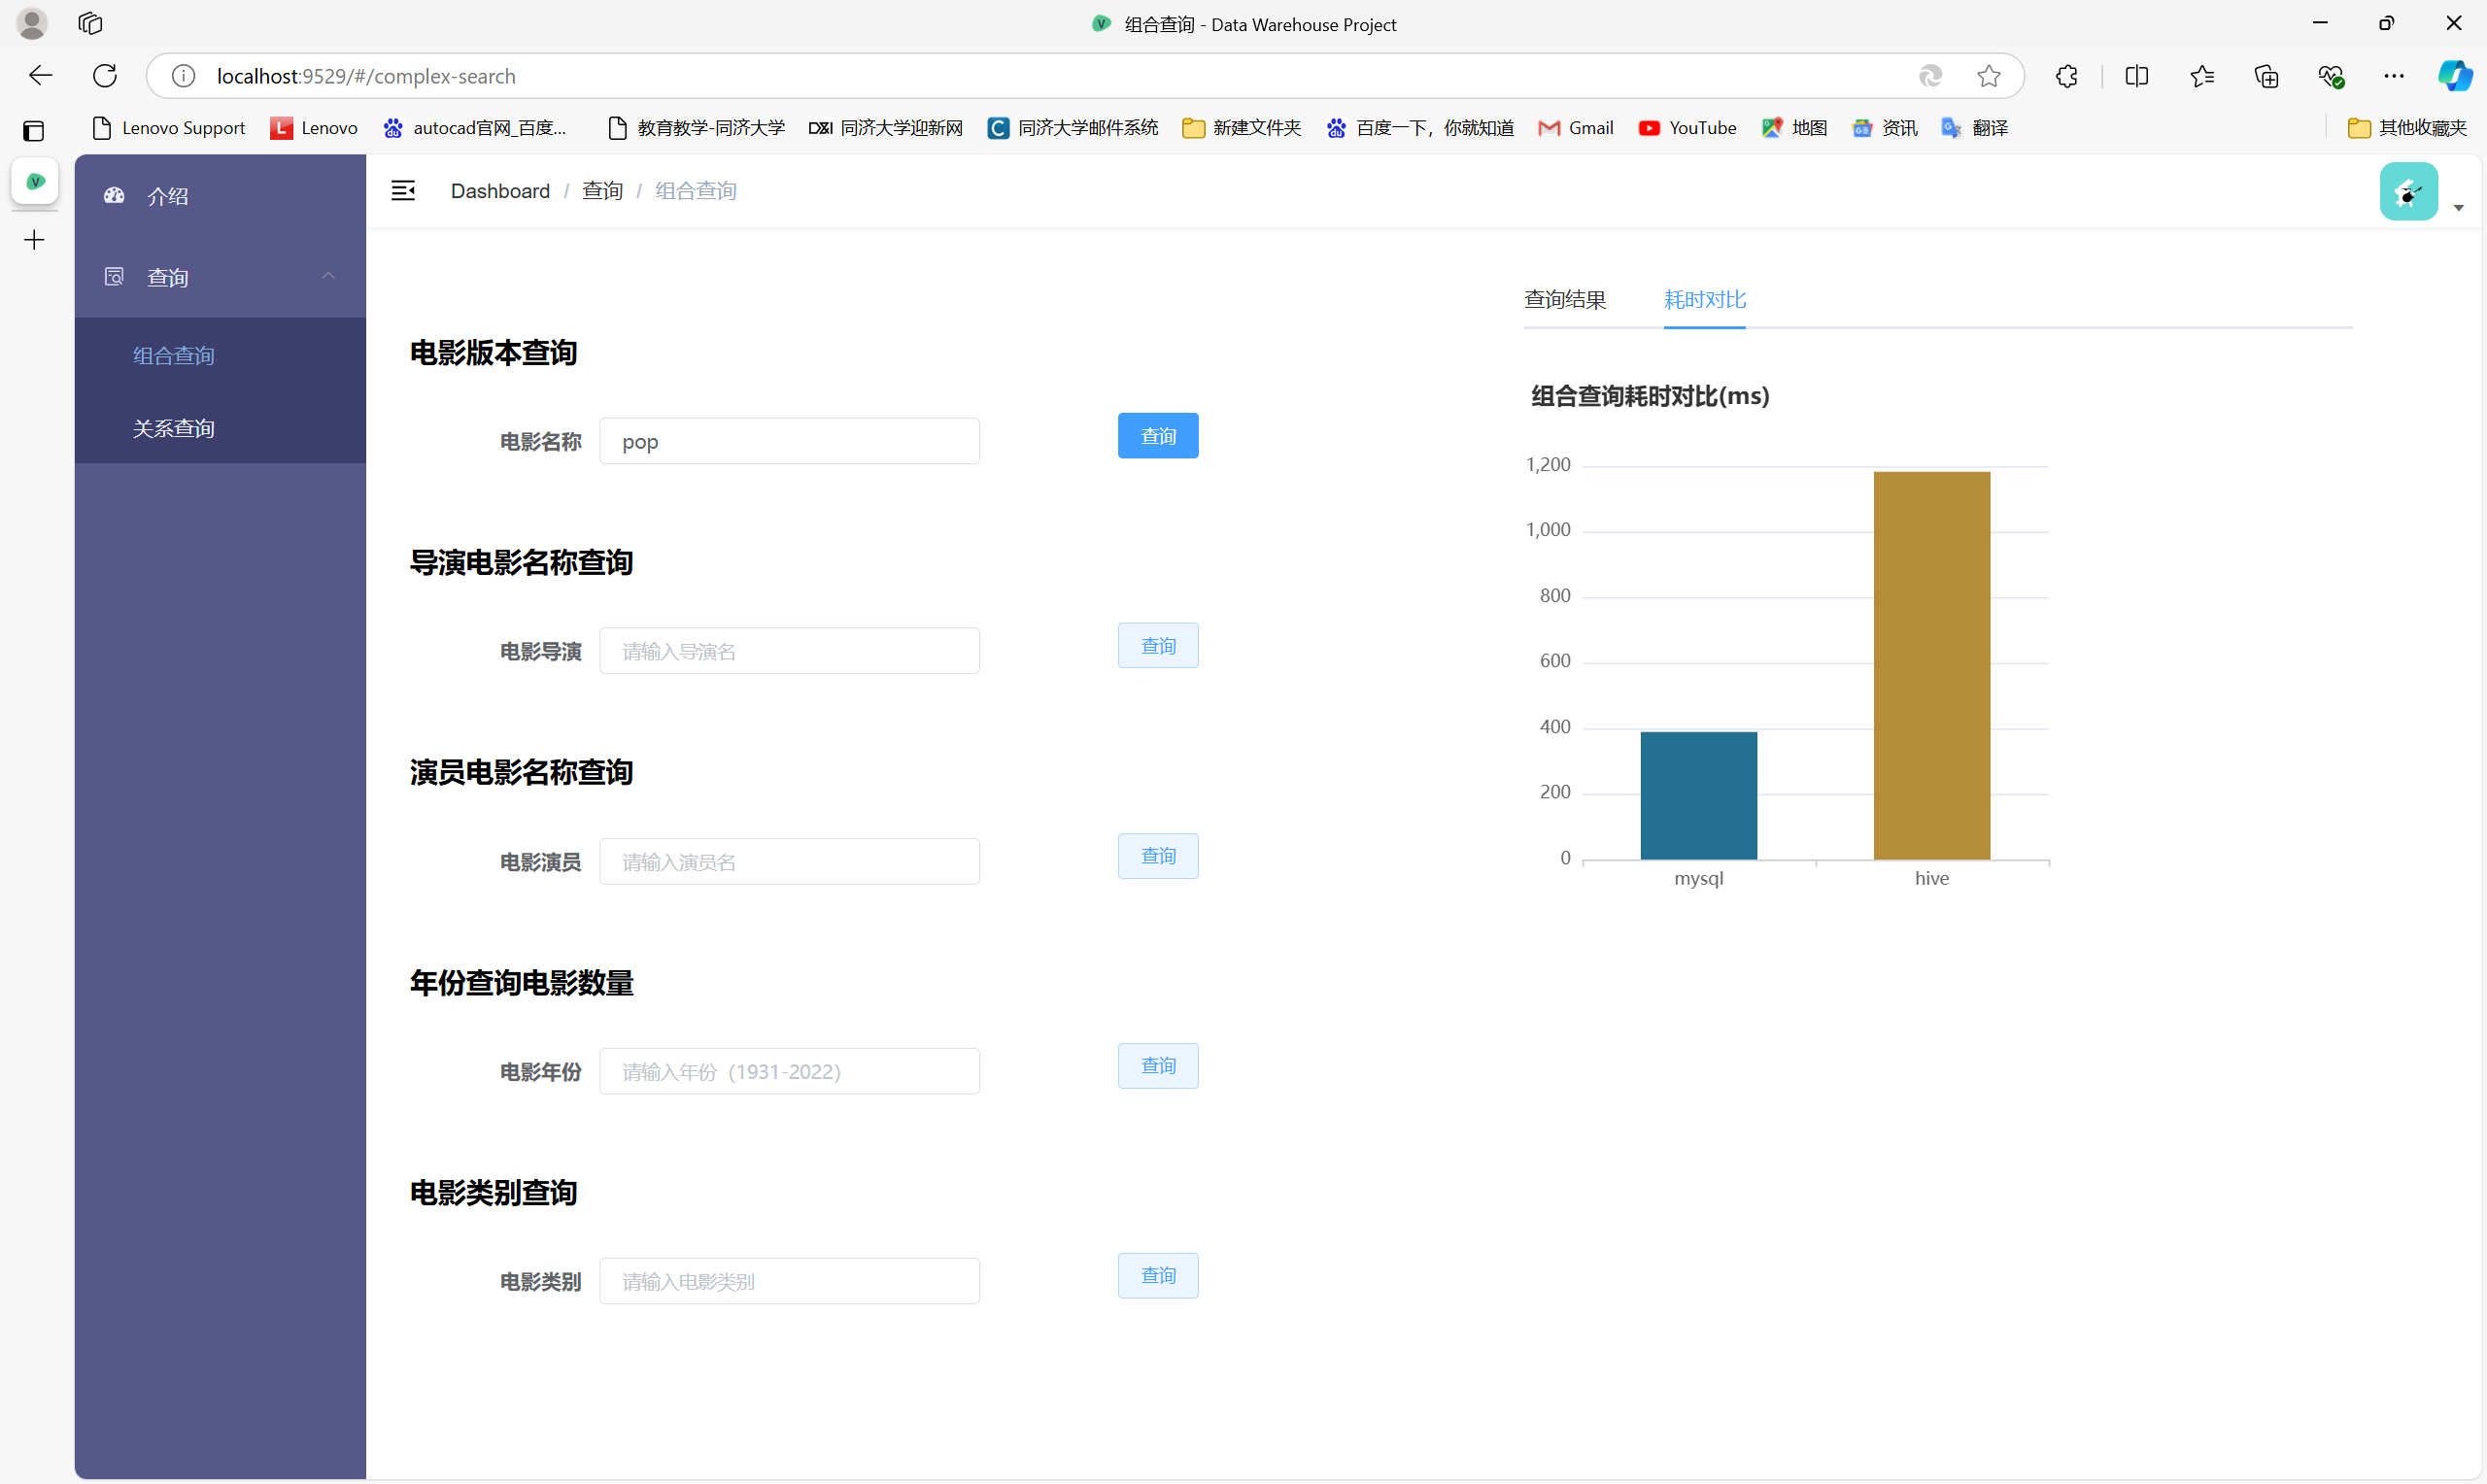 组合查询 - Data Warehouse Project
localhost:9529/#/complex-search
Lenovo Support
L Lenovo
autocad官网_百度...
教育教学-同济大学
DXI 同济大学迎新网
C 同济大学邮件系统
新建文件夹
百度一下，你就知道
Gmail
YouTube
地图
资讯
翻译
其他收藏夹
介绍
查询
组合查询
关系查询
Dashboard / 查询 / 组合查询
电影版本查询
电影名称 pop 查询
导演电影名称查询
电影导演 请输入导演名 查询
演员电影名称查询
电影演员 请输入演员名 查询
年份查询电影数量
电影年份 请输入年份（1931-2022） 查询
电影类别查询
电影类别 请输入电影类别 查询
查询结果 耗时对比
组合查询耗时对比(ms)
1,200
1,000
800
600
400
200
0
mysql hive